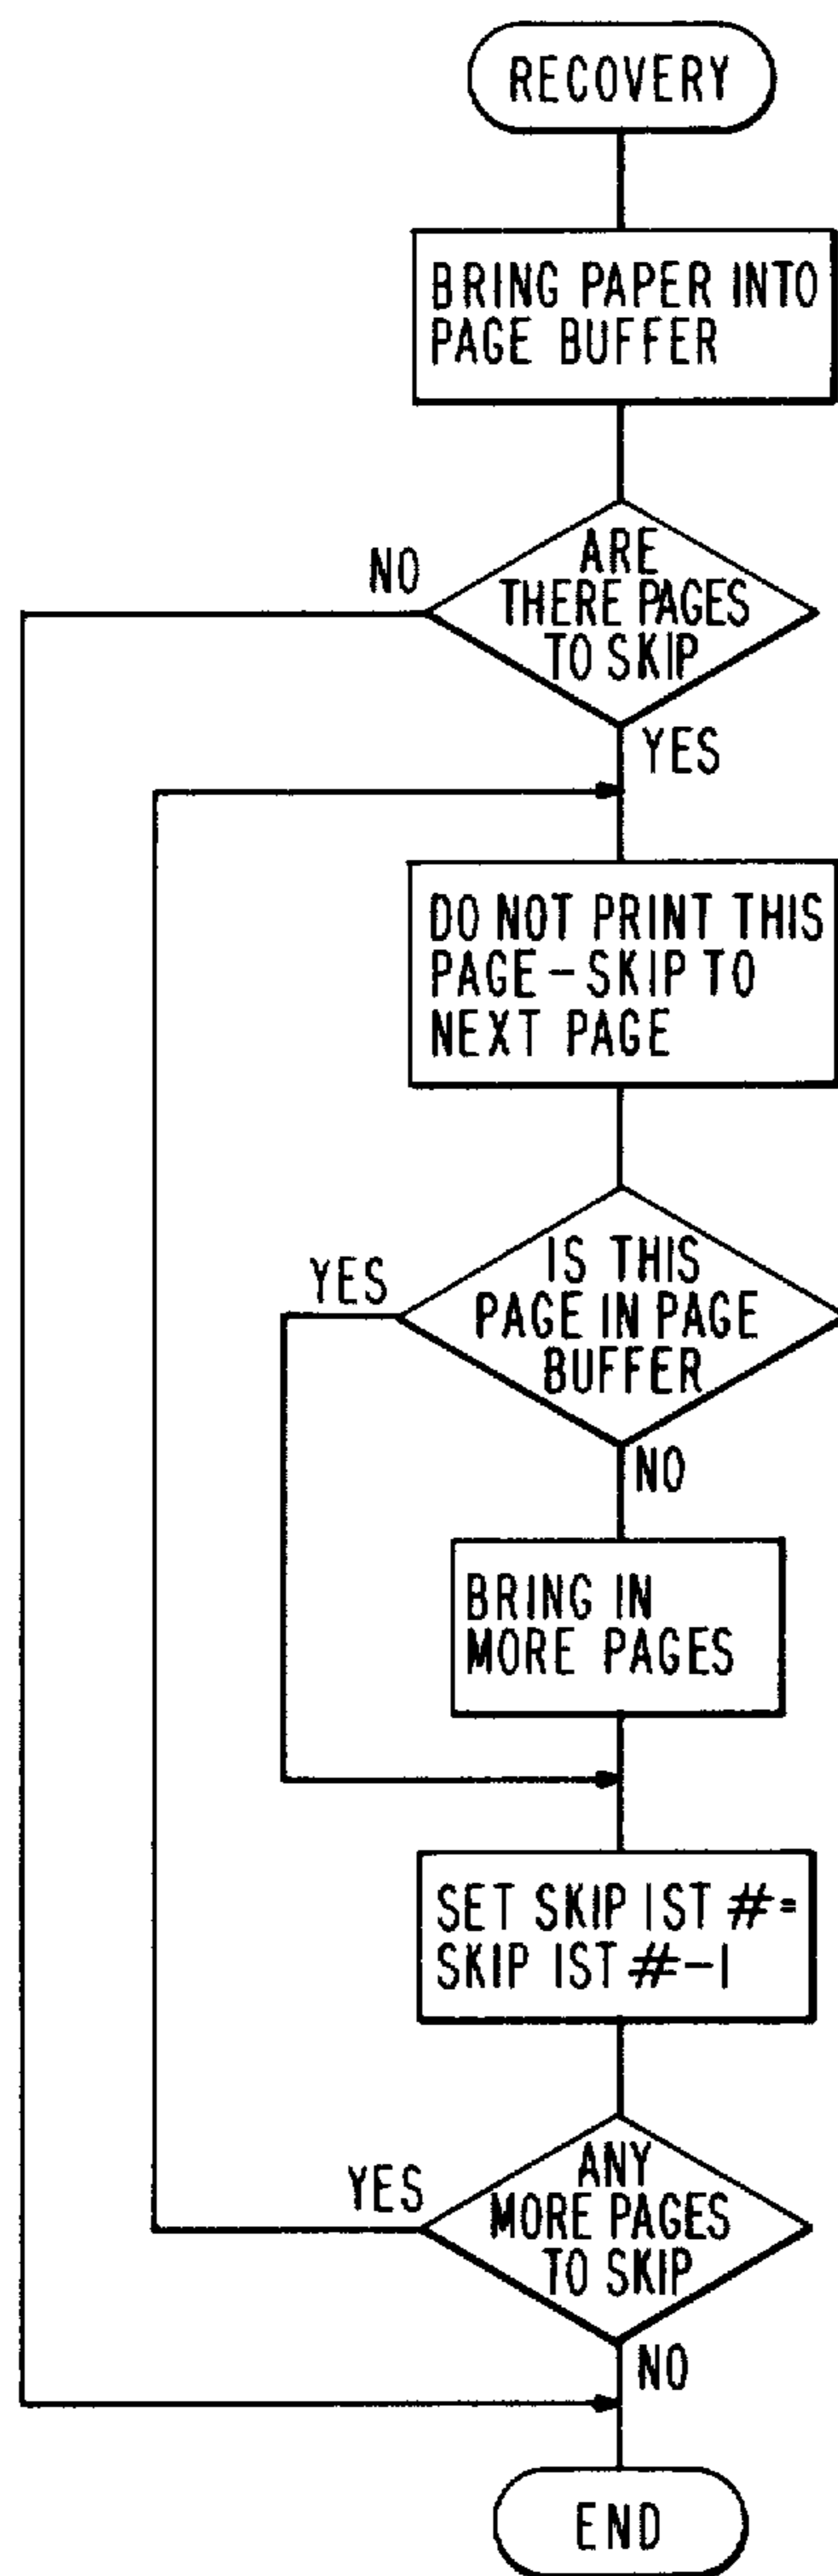 RECOVERY
BRING PAPER INTO
PAGE BUFFER
ARE
THERE PAGES
TO SKIP
NO
YES
DO NOT PRINT THIS
PAGE-SKIP TO
NEXT PAGE
IS THIS
PAGE IN PAGE
BUFFER
YES
NO
BRING IN
MORE PAGES
SET SKIP 1ST #=
SKIP 1ST #-1
ANY
MORE PAGES
TO SKIP
YES
NO
END